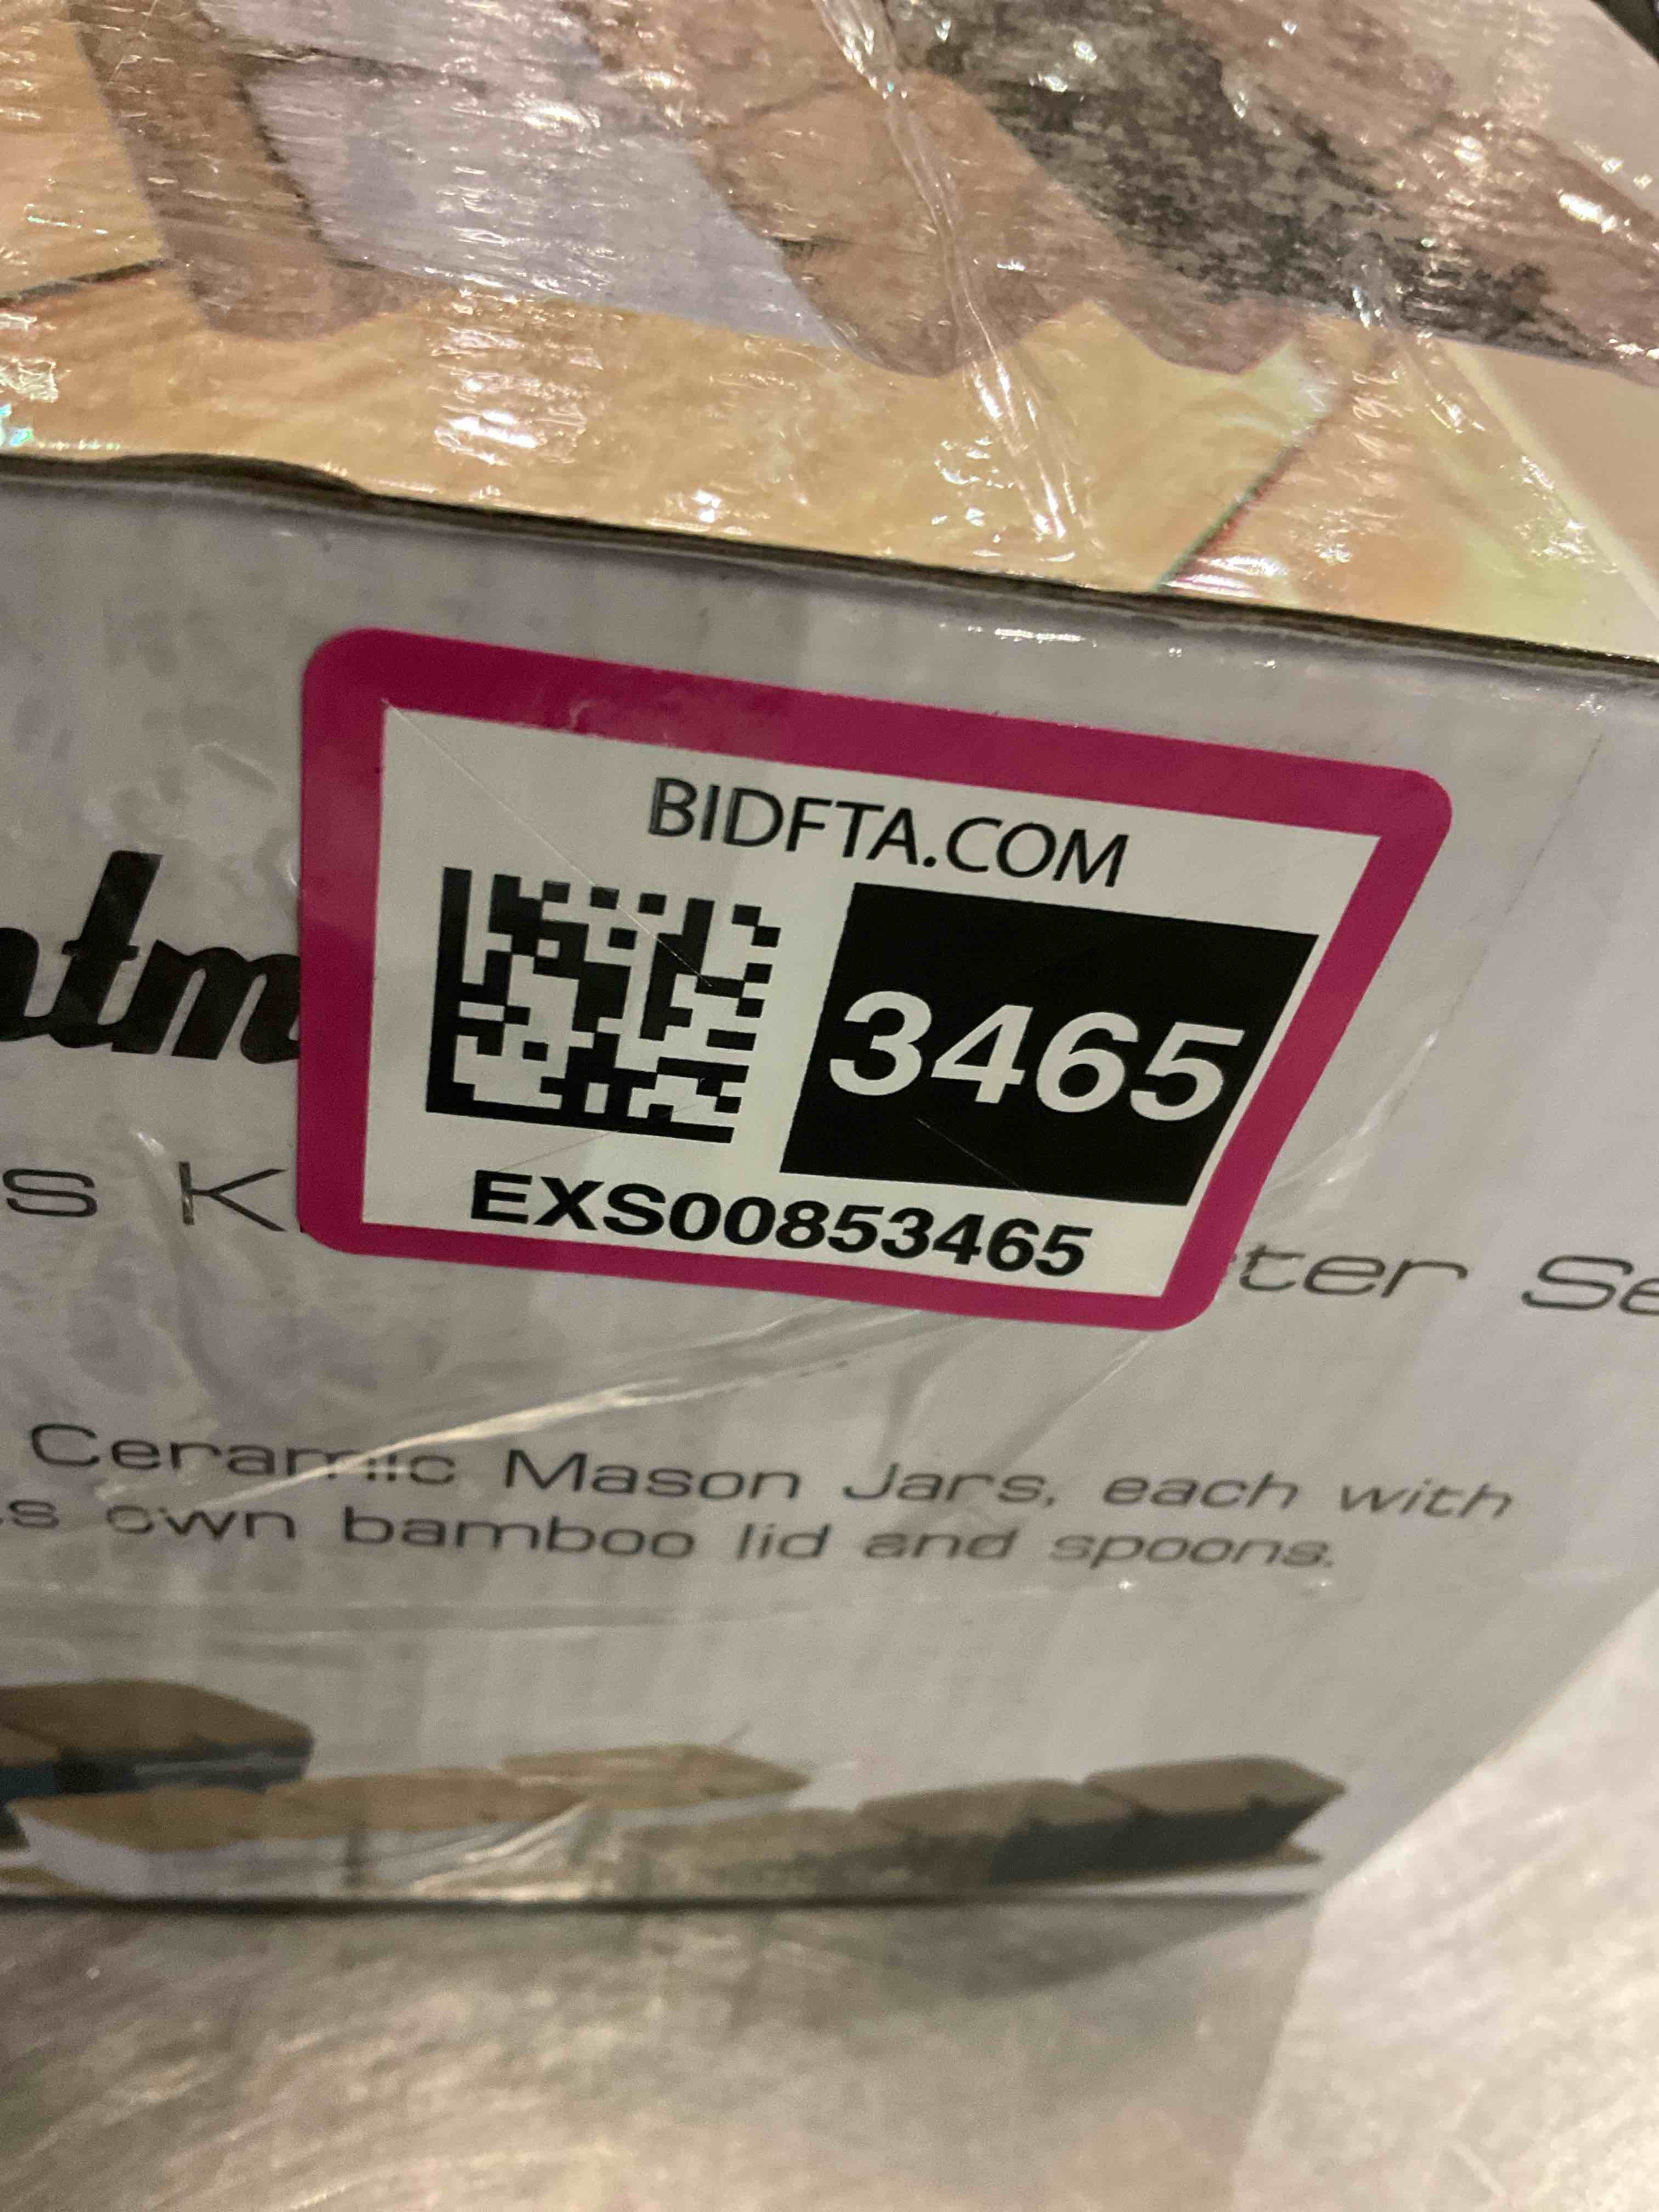 BIDFTA.COM
3465
EXS00853465
Ceramic Mason Jars, each with
own bamboo lid and spoons.